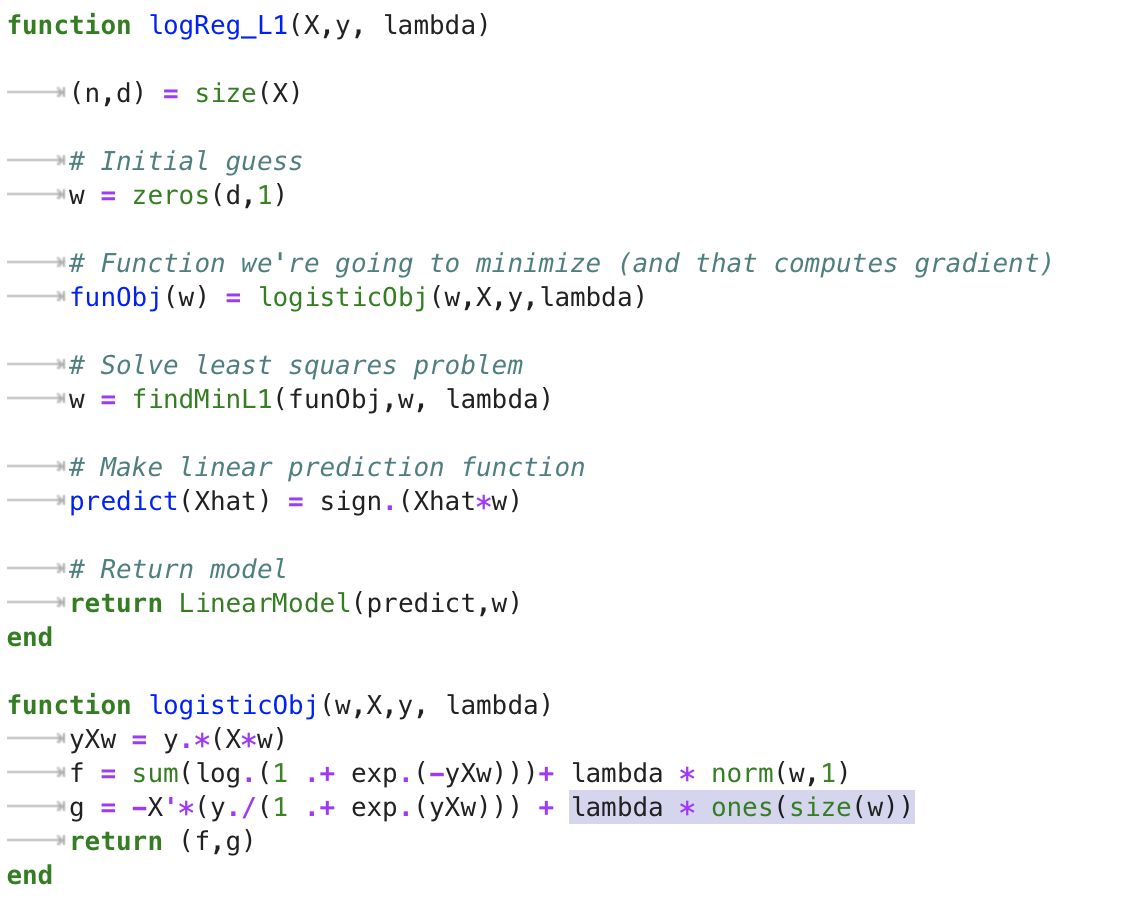 function logReg_L1(X,y, lambda)
(n,d) = size(X)
# Initial guess
w = zeros(d,1)
# Function we're going to minimize (and that computes gradient)
funObj(w) = logisticObj(w,X,y,lambda)
# Solve least squares problem
w = findMinL1(funObj,w, lambda)
# Make linear prediction function
predict(Xhat) = sign.(Xhat*w)
# Return model
return LinearModel(predict,w)
end
function logisticObj(w,X,y, lambda)
yXw = y.*(X*w)
f = sum(log.(1 .+ exp.(-yXw)))+ lambda * norm(w,1)
g = -X'*(y./(1 .+ exp.(yXw))) + lambda * ones(size(w))
return (f,g)
end